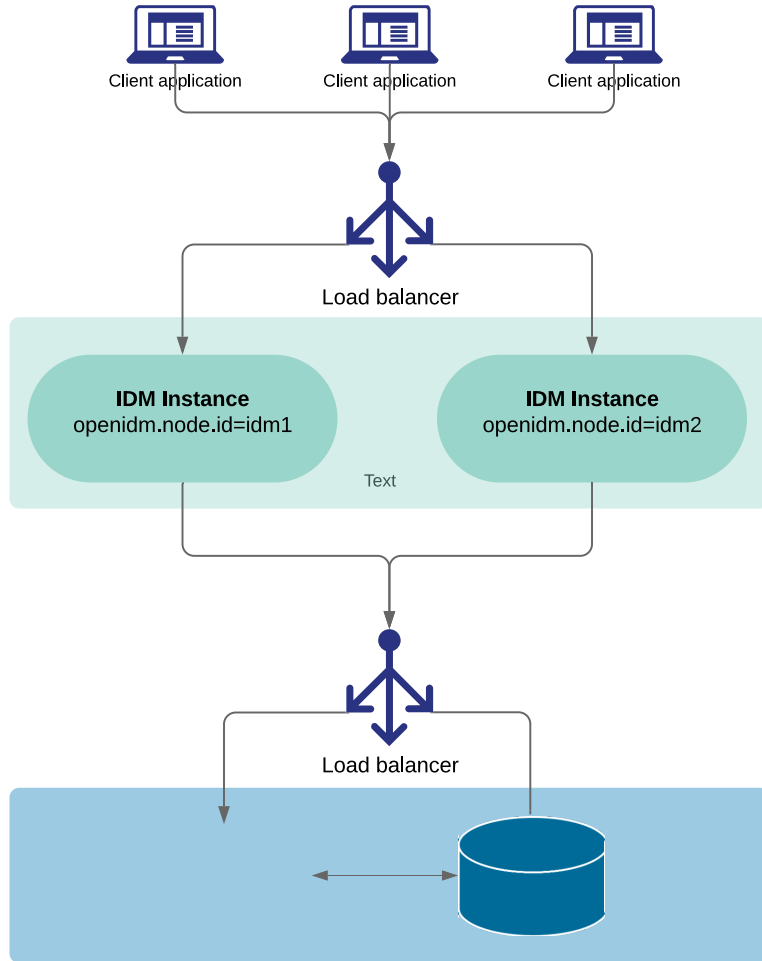 Client application
Client application
Client application
Load balancer
IDM Instance
openidm.node.id=idm1
IDM Instance
openidm.node.id=idm2
Text
Load balancer